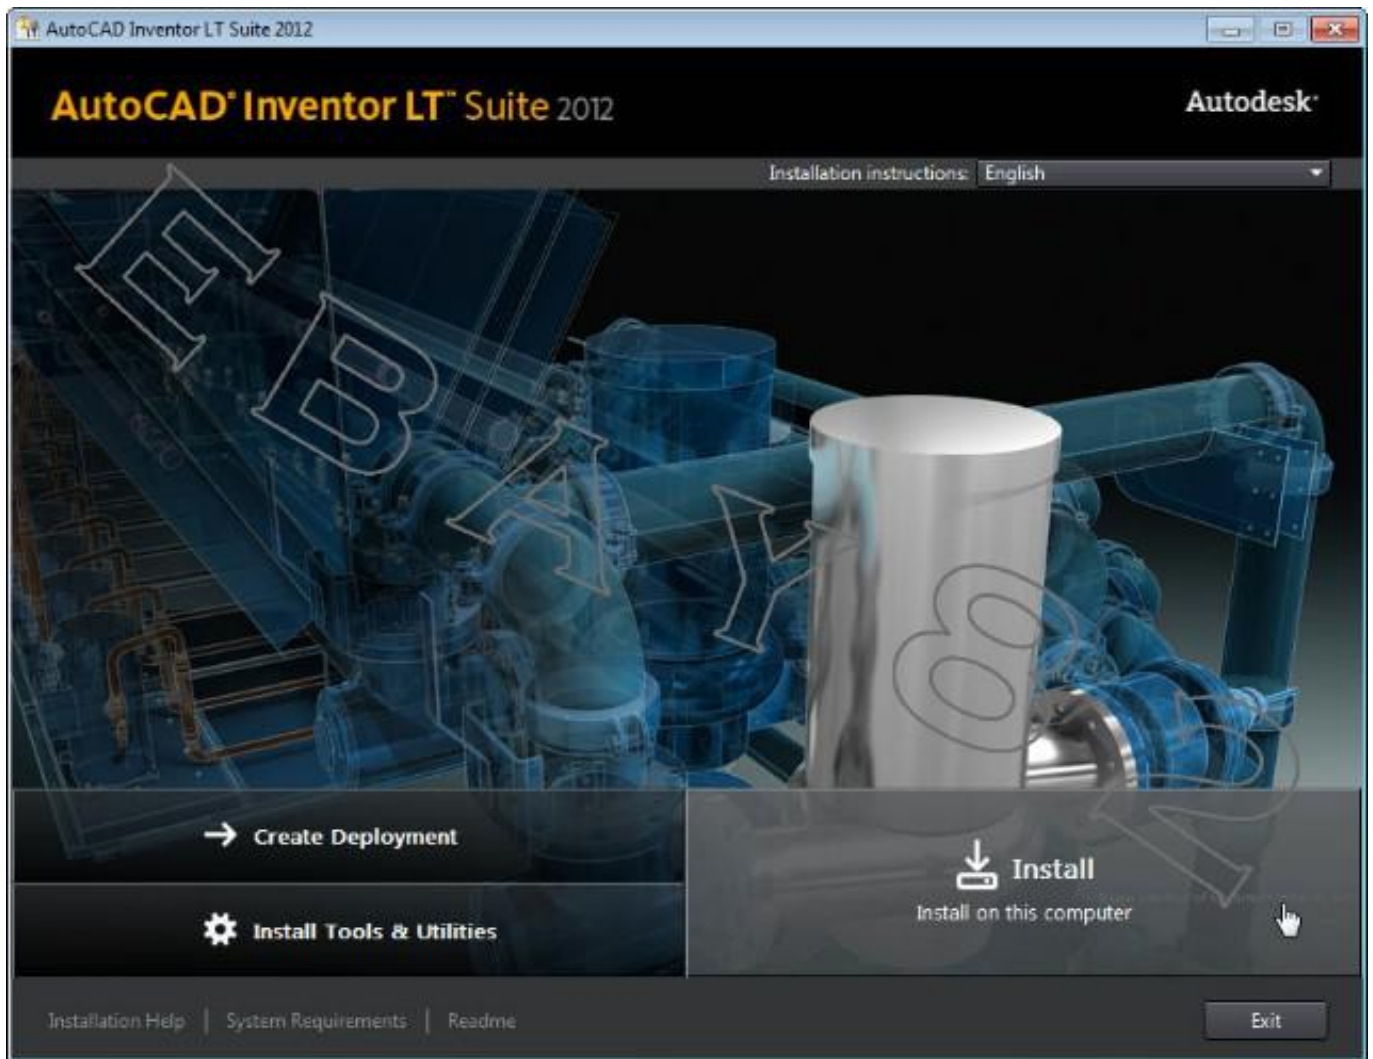 AutoCAD Inventor LT Suite 2012
AutoCAD® Inventor LT™ Suite 2012
Autodesk®
Installation instructions: English
EBAY 8
Create Deployment
Install Tools & Utilities
Install
Install on this computer
Installation Help | System Requirements | Readme
Exit